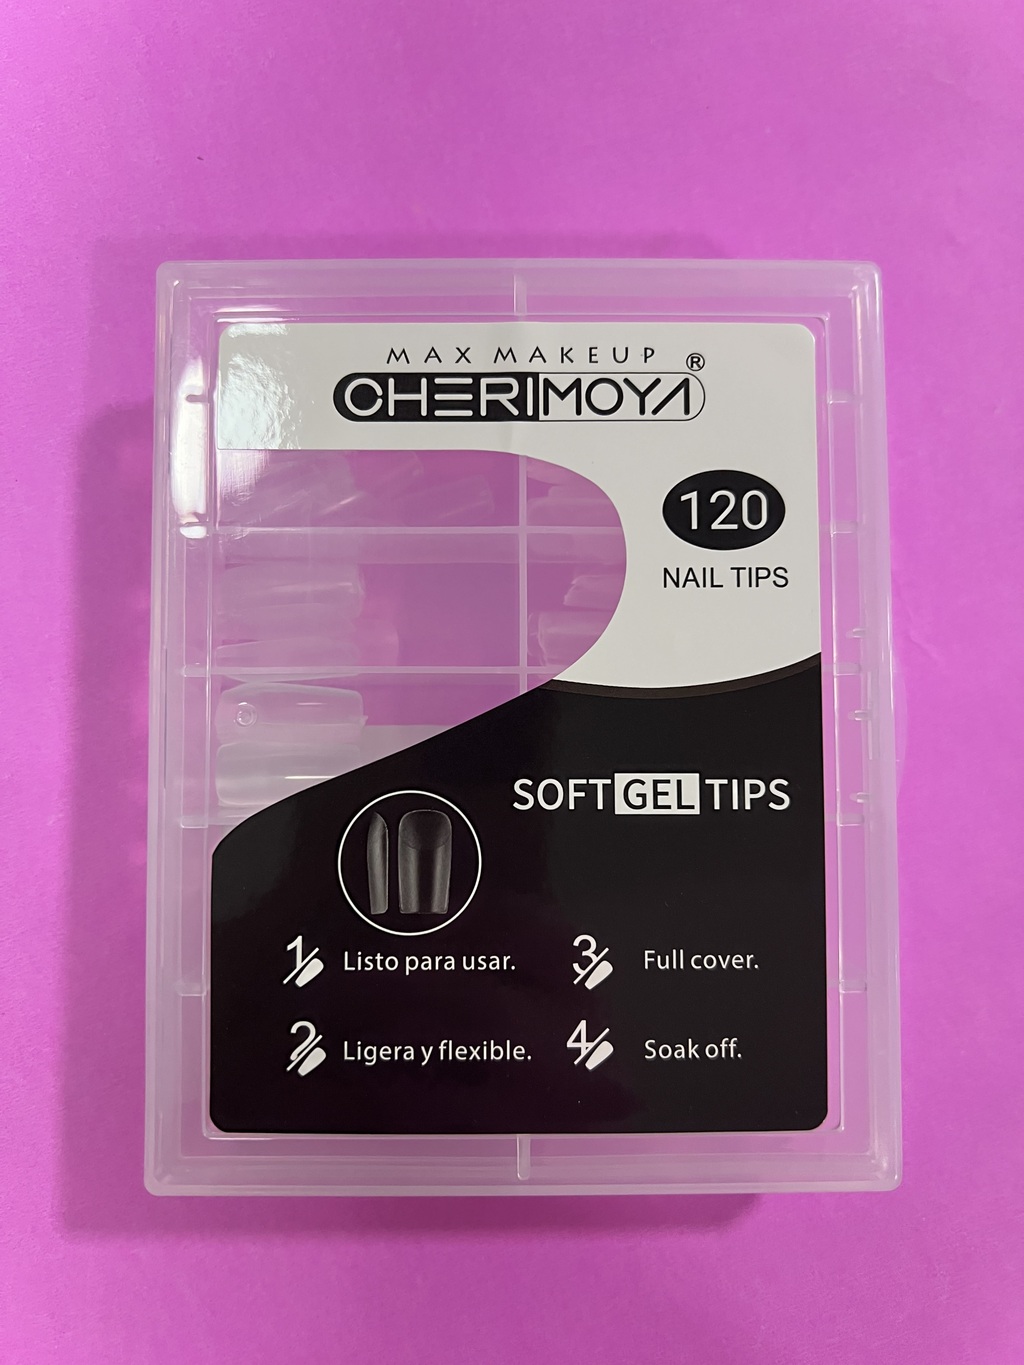 MAX MAKEUP
CHERIMOYA®
120
NAIL TIPS
SOFT GEL TIPS
1 Listo para usar.
2 Ligera y flexible.
3 Full cover.
4 Soak off.